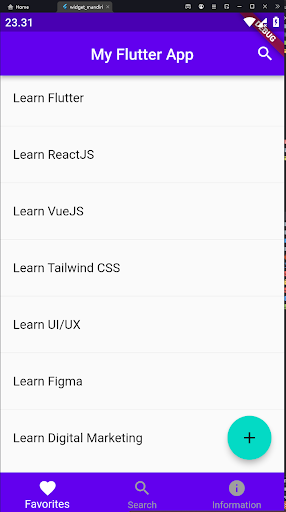 Home
widget_mandiri
23.31
DEBUG
My Flutter App
Learn Flutter
Learn ReactJS
Learn VueJS
Learn Tailwind CSS
Learn UI/UX
Learn Figma
Learn Digital Marketing
Favorites
Search
Information